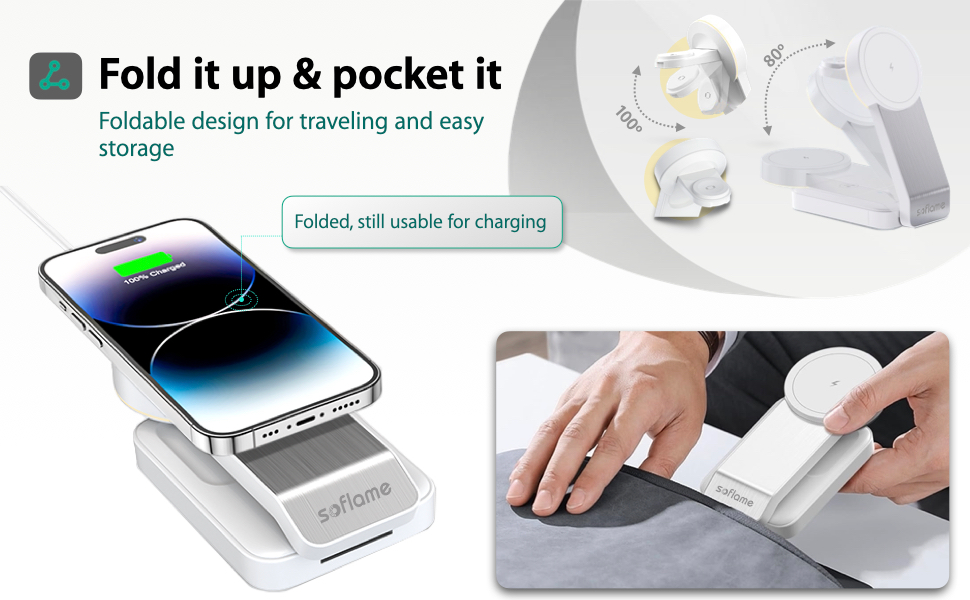 Fold it up & pocket it
Foldable design for traveling and easy
storage
Folded, still usable for charging
100% Charged
soflame
100°
80°
soflame
soflame